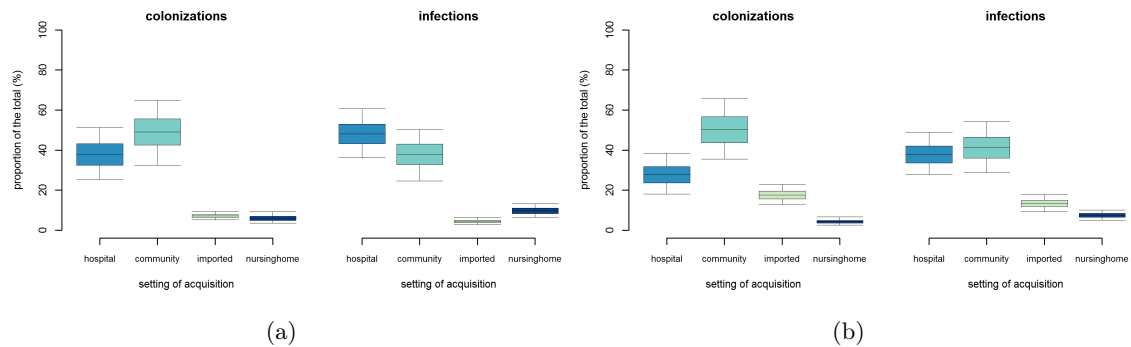 colonizations
infections
proportion of the total (%)
100
80
60
40
20
0
hospital community imported nursinghome
hospital community imported nursinghome
setting of acquisition
setting of acquisition
(a)
colonizations
infections
proportion of the total (%)
100
80
60
40
20
0
hospital community imported nursinghome
hospital community imported nursinghome
setting of acquisition
setting of acquisition
(b)